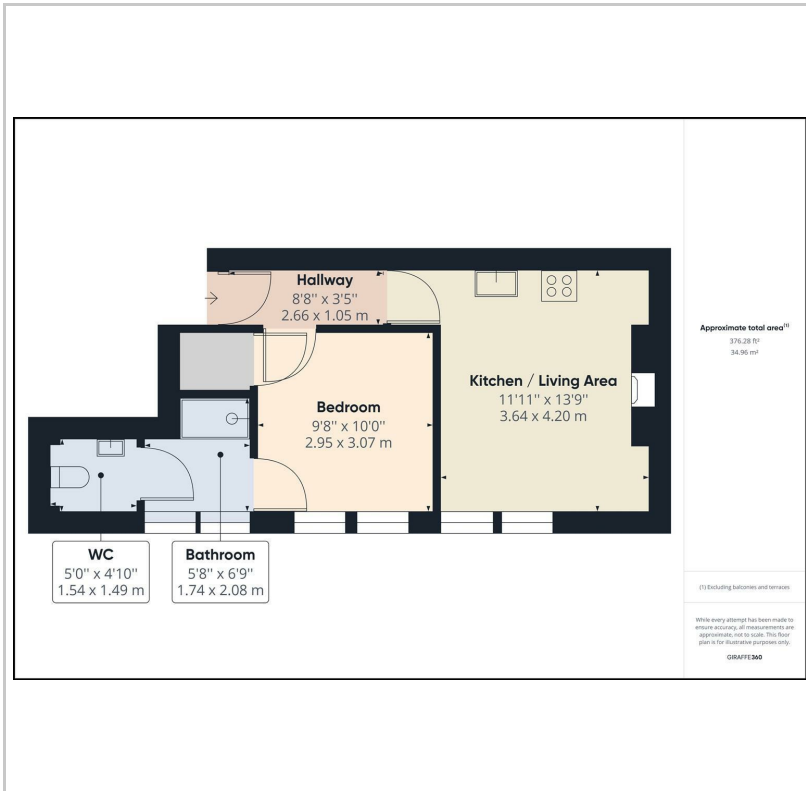 Hallway
8'8" x 3'5"
2.66 x 1.05 m
Kitchen / Living Area
11'11" x 13'9"
3.64 x 4.20 m
Bedroom
9'8" x 10'0"
2.95 x 3.07 m
WC
5'0" x 4'10"
1.54 x 1.49 m
Bathroom
5'8" x 6'9"
1.74 x 2.08 m
Approximate total area(1)
376.28 ft²
34.96 m²
(1) Excluding balconies and terraces
While every attempt has been made to
ensure accuracy, all measurements are
approximate, not to scale. This floor
plan is for illustrative purposes only.
GIRAFFE360